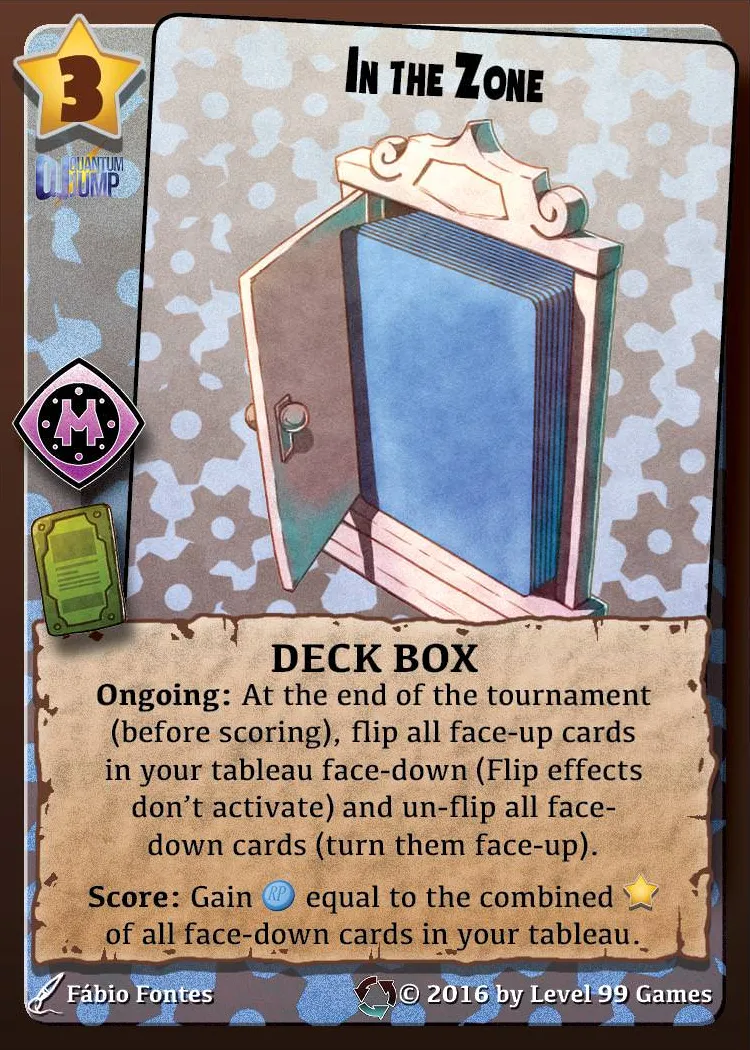 3
IN THE ZONE
QUANTUM
JUMP
M
DECK BOX
Ongoing: At the end of the tournament
(before scoring), flip all face-up cards
in your tableau face-down (Flip effects
don't activate) and un-flip all face-
down cards (turn them face-up).
Score: Gain RP equal to the combined
of all face-down cards in your tableau.
Fábio Fontes
© 2016 by Level 99 Games